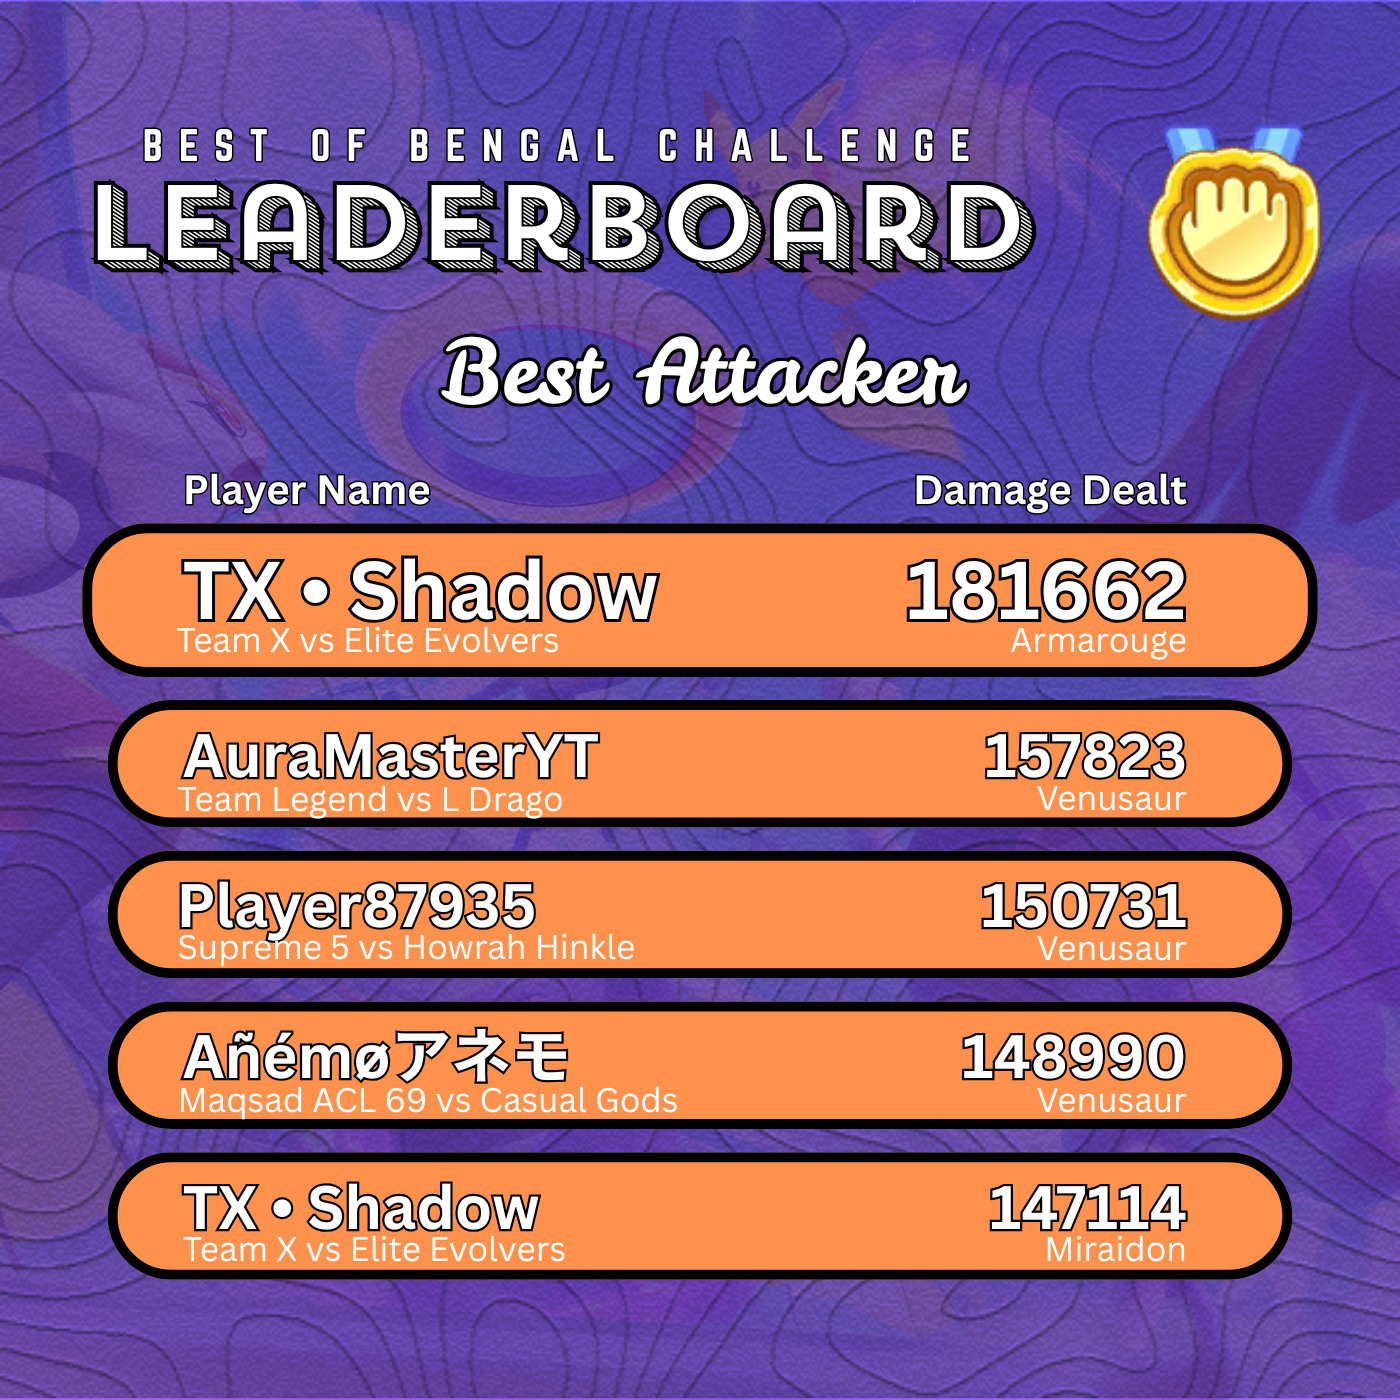 BEST OF BENGAL CHALLENGE
LEADERBOARD
Best Attacker
Player Name Damage Dealt
TX • Shadow 181662
Team X vs Elite Evolvers Armarouge
AuraMasterYT 157823
Team Legend vs L Drago Venusaur
Player87935 150731
Supreme 5 vs Howrah Hinkle Venusaur
Añémøアネモ 148990
Maqsad ACL 69 vs Casual Gods Venusaur
TX • Shadow 147114
Team X vs Elite Evolvers Miraidon